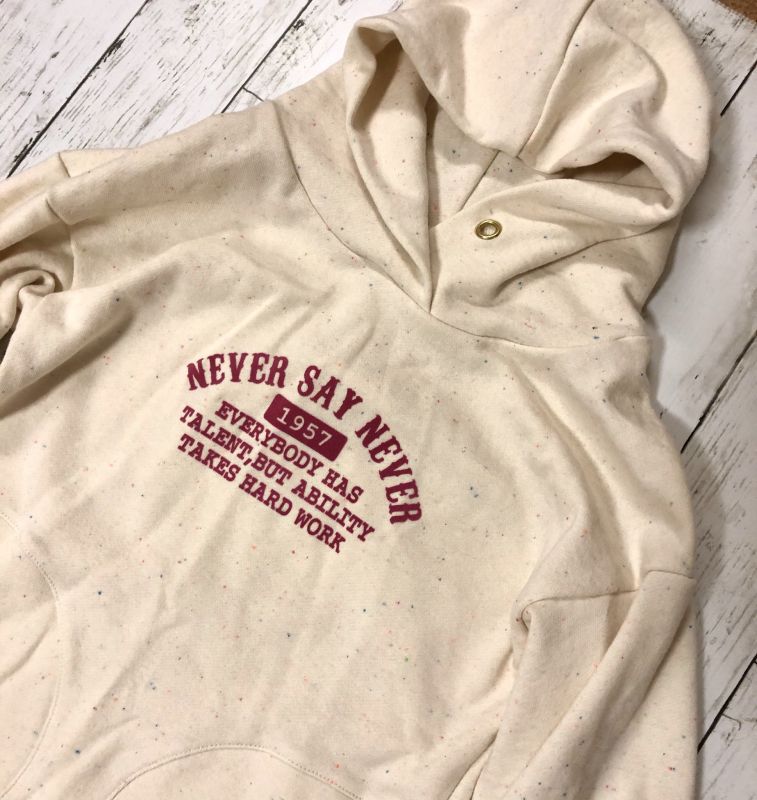 NEVER SAY NEVER
1957
EVERYBODY HAS
TALENT,BUT ABILITY
TAKES HARD WORK